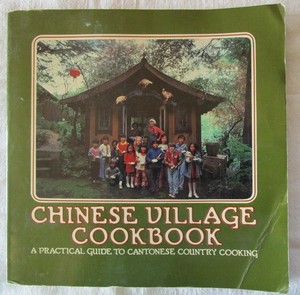 CHINESE VILLAGE
COOKBOOK
A PRACTICAL GUIDE TO CANTONESE COUNTRY COOKING